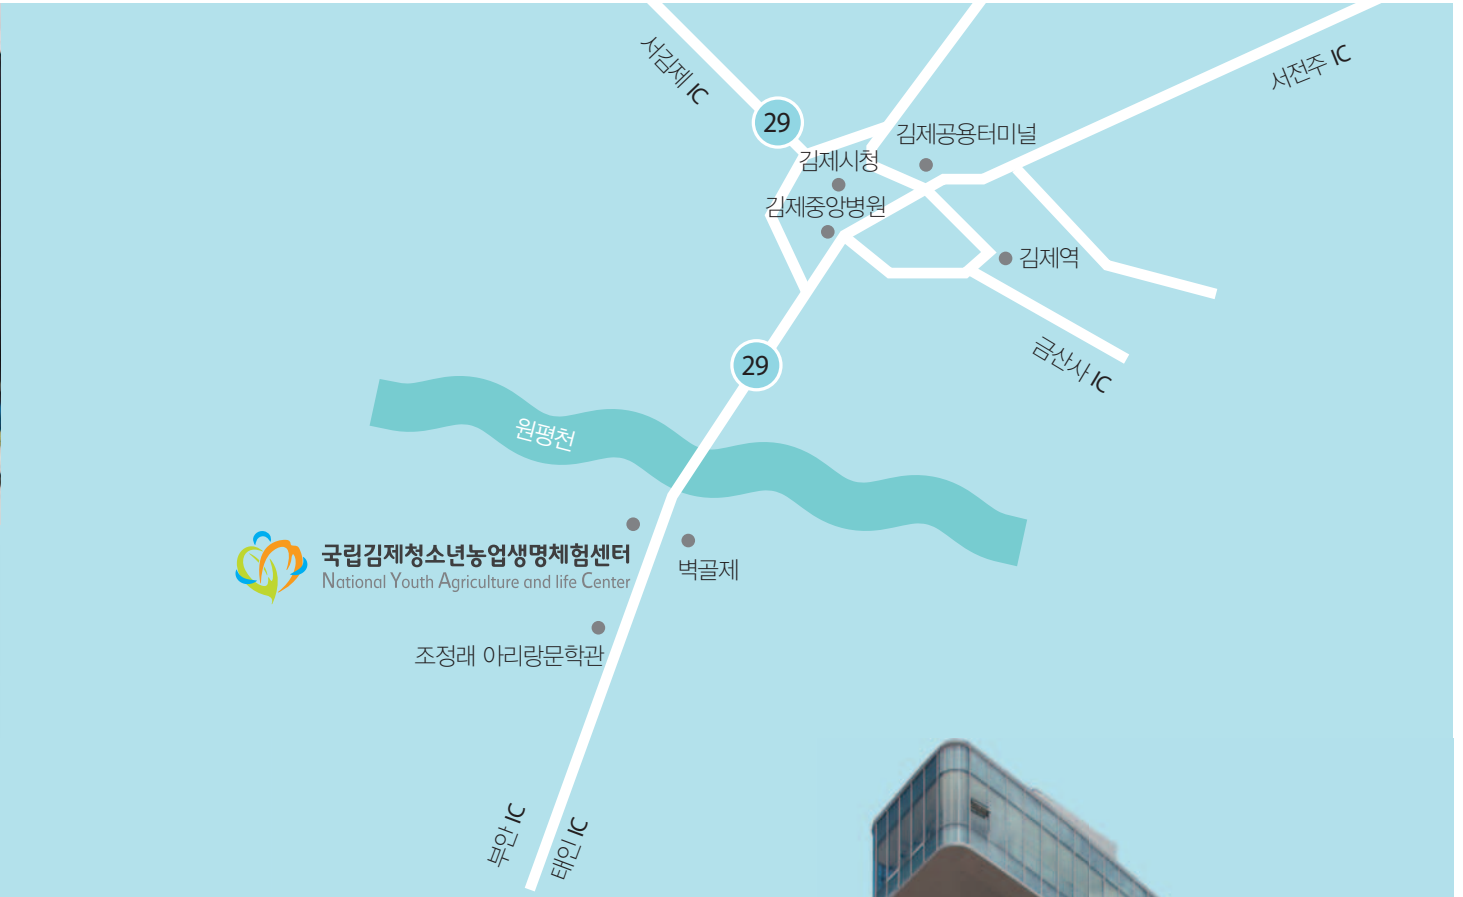 서김제 IC
서전주 IC
29
김제공용터미널
김제시청
김제중앙병원
김제역
금산사 IC
29
원평천
국립김제청소년농업생명체험센터
National Youth Agriculture and life Center
벽골제
조정래 아리랑문학관
부안 IC
태인 IC